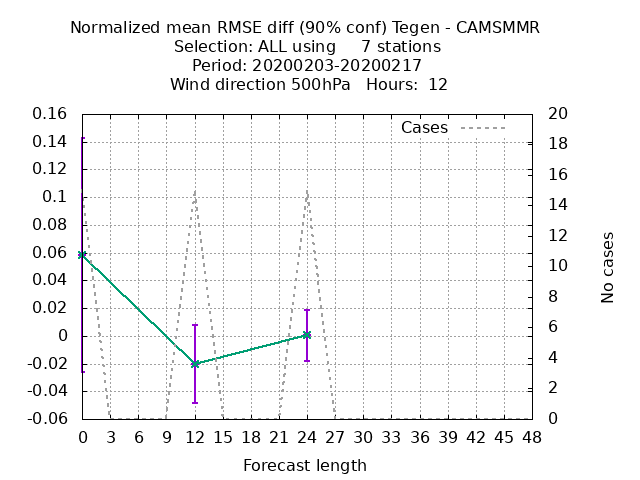 Normalized mean RMSE diff (90% conf) Tegen - CAMSMMR
Selection: ALL using     7 stations
Period: 20200203-20200217
Wind direction 500hPa   Hours:  12
Cases
0.16
0.14
0.12
0.1
0.08
0.06
0.04
0.02
0
-0.02
-0.04
-0.06
20
18
16
14
12
10
8
6
4
2
0
No cases
0 3 6 9 12 15 18 21 24 27 30 33 36 39 42 45 48
Forecast length